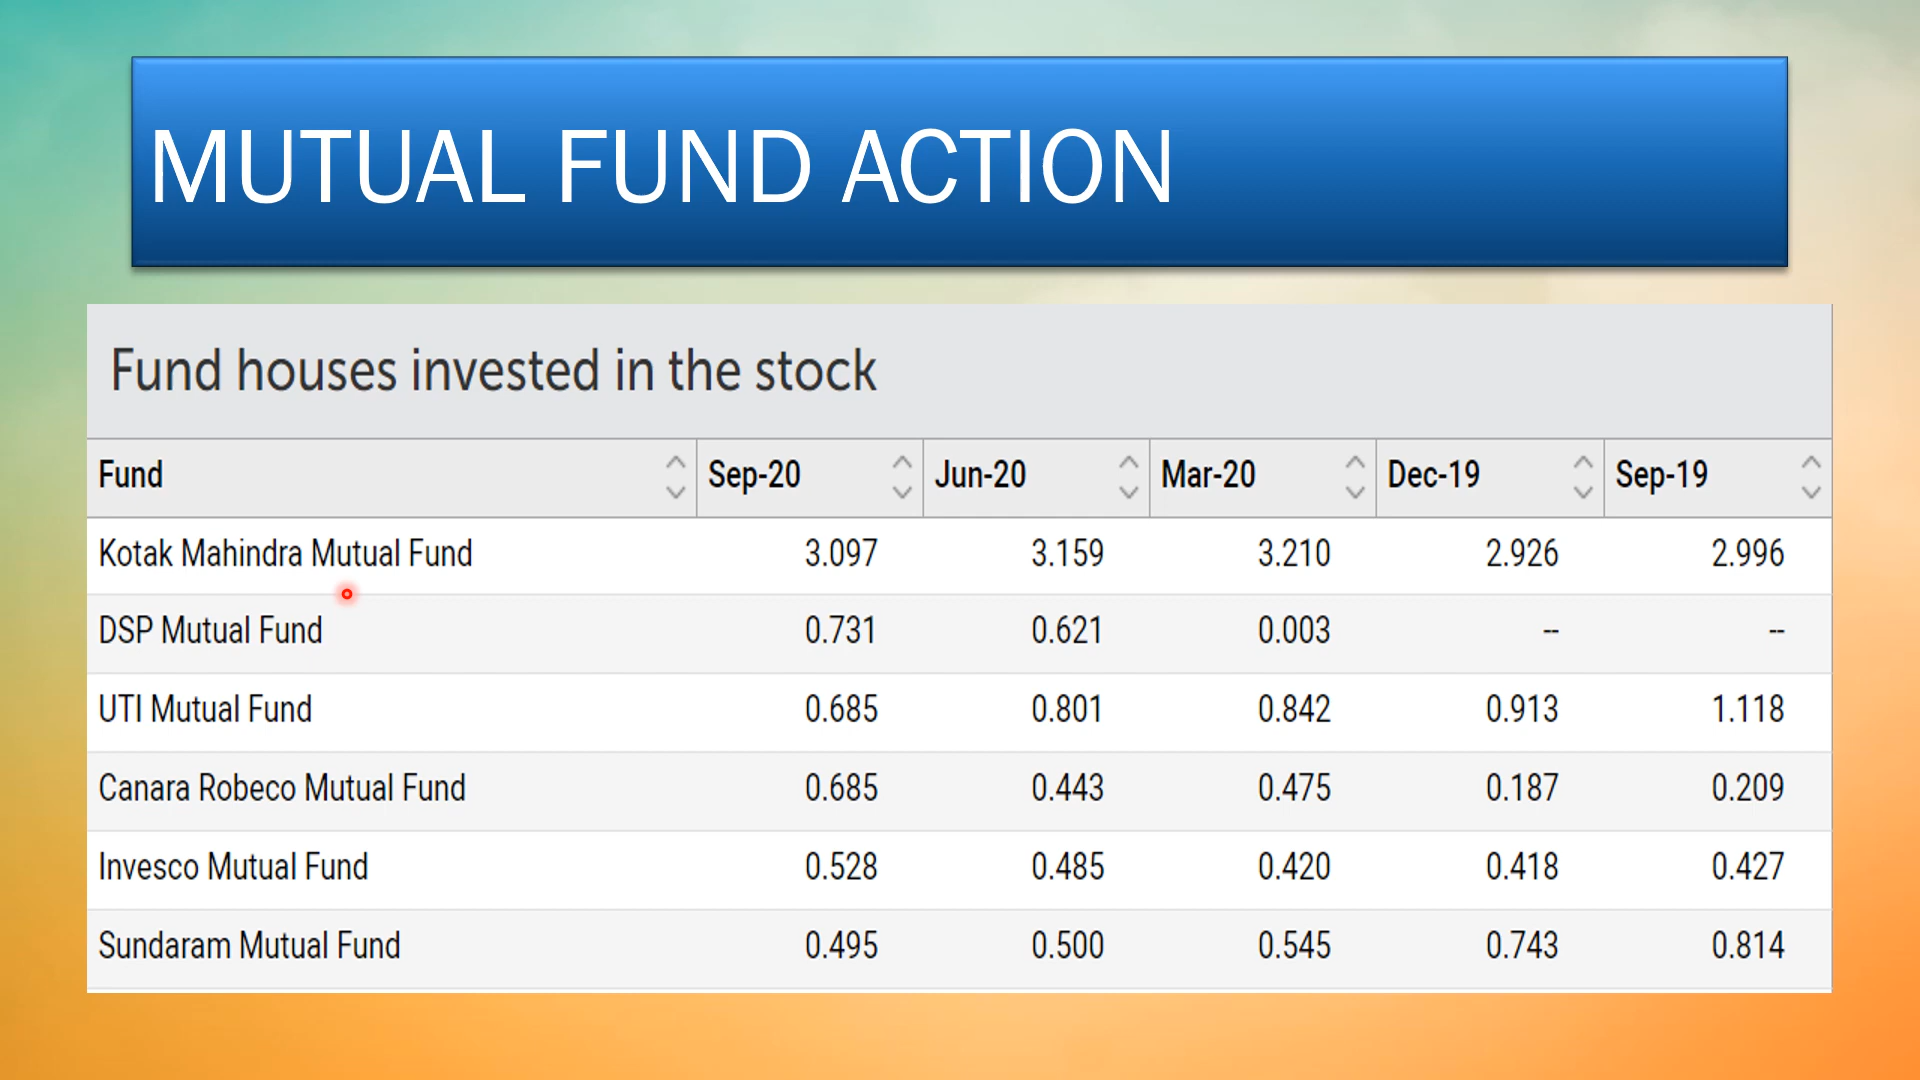 MUTUAL FUND ACTION
Fund houses invested in the stock
Fund Sep-20 Jun-20 Mar-20 Dec-19 Sep-19
Kotak Mahindra Mutual Fund 3.097 3.159 3.210 2.926 2.996
DSP Mutual Fund 0.731 0.621 0.003 -- --
UTI Mutual Fund 0.685 0.801 0.842 0.913 1.118
Canara Robeco Mutual Fund 0.685 0.443 0.475 0.187 0.209
Invesco Mutual Fund 0.528 0.485 0.420 0.418 0.427
Sundaram Mutual Fund 0.495 0.500 0.545 0.743 0.814